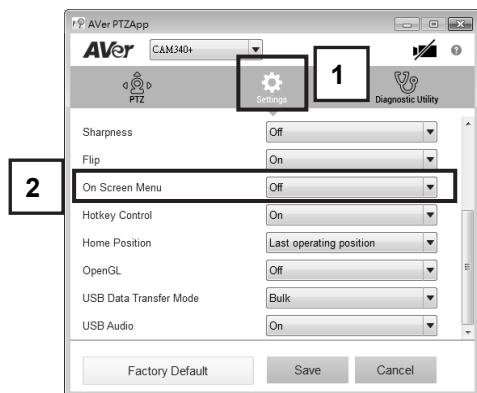 AVer PTZApp
AVer CAM340+
1
PTZ Settings Diagnostic Utility
Sharpness Off
Flip On
2
On Screen Menu Off
Hotkey Control On
Home Position Last operating position
OpenGL Off
USB Data Transfer Mode Bulk
USB Audio On
Factory Default Save Cancel